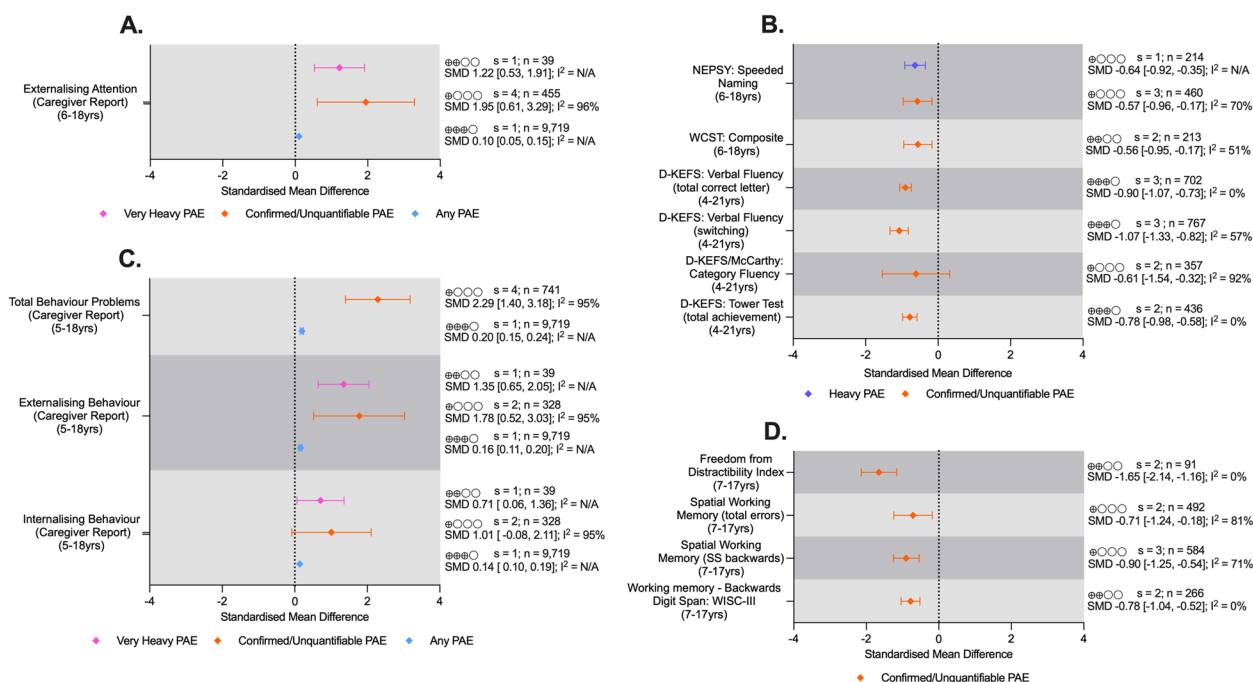 A.
Externalising Attention
(Caregiver Report)
(6-18yrs)
⊕⊕○○ s = 1; n = 39
SMD 1.22 [0.53, 1.91]; I² = N/A
⊕○○○ s = 4; n = 455
SMD 1.95 [0.61, 3.29]; I² = 96%
⊕⊕⊕○ s = 1; n = 9,719
SMD 0.10 [0.05, 0.15]; I² = N/A
-4 -2 0 2 4
Standardised Mean Difference
Very Heavy PAE Confirmed/Unquantifiable PAE Any PAE
B.
NEPSY: Speeded
Naming
(6-18yrs)
⊕○○○ s = 1; n = 214
SMD -0.64 [-0.92, -0.35]; I² = N/A
⊕○○○ s = 3; n = 460
SMD -0.57 [-0.96, -0.17]; I² = 70%
WCST: Composite
(6-18yrs)
⊕⊕○○ s = 2; n = 213
SMD -0.56 [-0.95, -0.17]; I² = 51%
D-KEFS: Verbal Fluency
(total correct letter)
(4-21yrs)
⊕⊕⊕○ s = 3; n = 702
SMD -0.90 [-1.07, -0.73]; I² = 0%
D-KEFS: Verbal Fluency
(switching)
(4-21yrs)
⊕⊕⊕○ s = 3 ; n = 767
SMD -1.07 [-1.33, -0.82]; I² = 57%
D-KEFS/McCarthy:
Category Fluency
(4-21yrs)
⊕○○○ s = 2; n = 357
SMD -0.61 [-1.54, -0.32]; I² = 92%
D-KEFS: Tower Test
(total achievement)
(4-21yrs)
⊕⊕⊕○ s = 2; n = 436
SMD -0.78 [-0.98, -0.58]; I² = 0%
-4 -2 0 2 4
Standardised Mean Difference
Heavy PAE Confirmed/Unquantifiable PAE
C.
Total Behaviour Problems
(Caregiver Report)
(5-18yrs)
⊕○○○ s = 4; n = 741
SMD 2.29 [1.40, 3.18]; I² = 95%
⊕⊕⊕○ s = 1; n = 9,719
SMD 0.20 [0.15, 0.24]; I² = N/A
Externalising Behaviour
(Caregiver Report)
(5-18yrs)
⊕⊕○○ s = 1; n = 39
SMD 1.35 [0.65, 2.05]; I² = N/A
⊕○○○ s = 2; n = 328
SMD 1.78 [0.52, 3.03]; I² = 95%
⊕⊕⊕○ s = 1; n = 9,719
SMD 0.16 [0.11, 0.20]; I² = N/A
Internalising Behaviour
(Caregiver Report)
(5-18yrs)
⊕⊕○○ s = 1; n = 39
SMD 0.71 [ 0.06, 1.36]; I² = N/A
⊕○○○ s = 2; n = 328
SMD 1.01 [ -0.08, 2.11]; I² = 95%
⊕⊕⊕○ s = 1; n = 9,719
SMD 0.14 [ 0.10, 0.19]; I² = N/A
-4 -2 0 2 4
Standardised Mean Difference
Very Heavy PAE Confirmed/Unquantifiable PAE Any PAE
D.
Freedom from
Distractibility Index
(7-17yrs)
⊕⊕○○ s = 2; n = 91
SMD -1.65 [-2.14, -1.16]; I² = 0%
Spatial Working
Memory (total errors)
(7-17yrs)
⊕○○○ s = 2; n = 492
SMD -0.71 [-1.24, -0.18]; I² = 81%
Spatial Working
Memory (SS backwards)
(7-17yrs)
⊕○○○ s = 3; n = 584
SMD -0.90 [-1.25, -0.54]; I² = 71%
Working memory - Backwards
Digit Span: WISC-III
(7-17yrs)
⊕⊕○○ s = 2; n = 266
SMD -0.78 [-1.04, -0.52]; I² = 0%
-4 -2 0 2 4
Standardised Mean Difference
Confirmed/Unquantifiable PAE